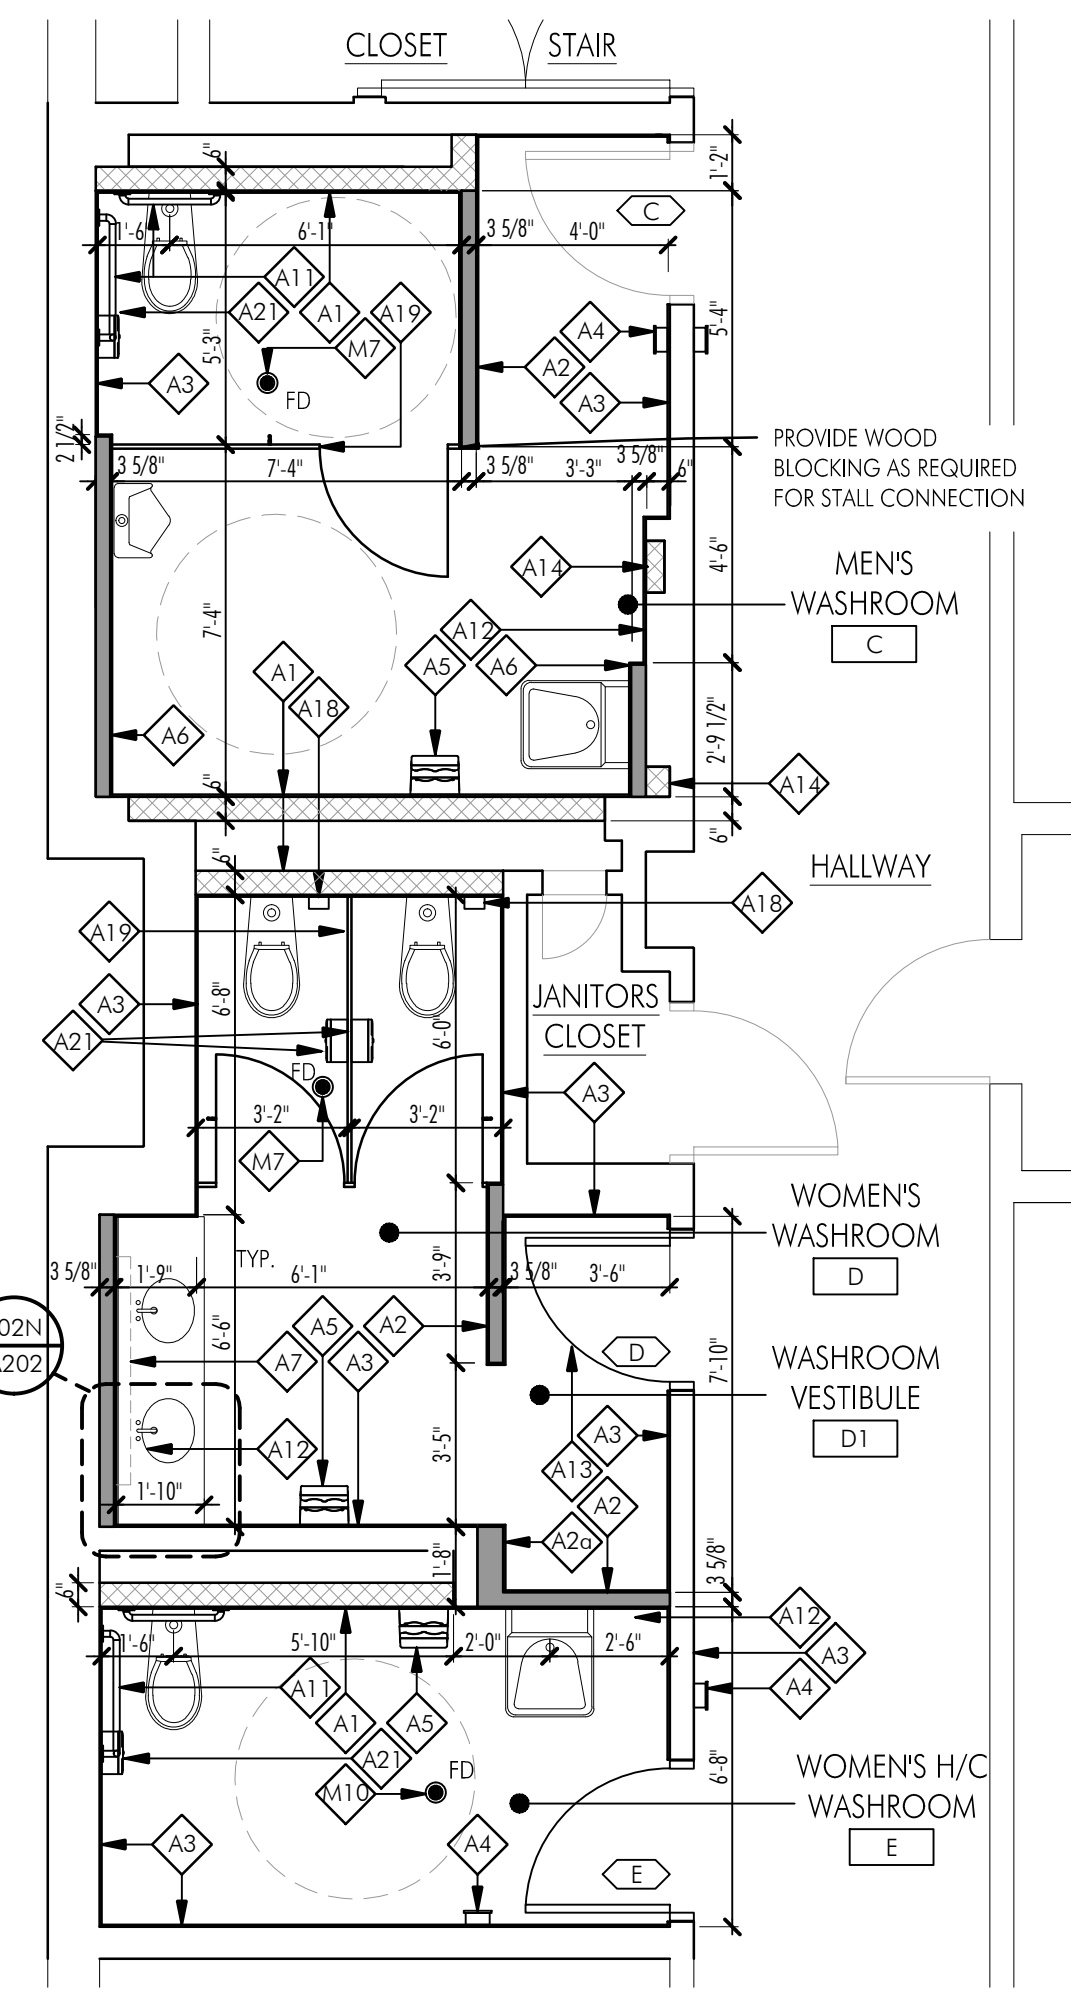 CLOSET
STAIR
6"
1'-2"
C
1'-6
6'-1"
3 5/8"
4'-0"
A11
A21
A1
A19
M7
A4
5'-4"
A2
A3
5'-3"
A3
FD
2 1/2"
PROVIDE WOOD
BLOCKING AS REQUIRED
FOR STALL CONNECTION
3 5/8"
7'-4"
3 5/8"
3'-3"
3 5/8"
6"
A14
4'-6"
MEN'S
WASHROOM
C
7'-4"
A12
A5
A6
A1
A18
A6
2'-9 1/2"
A14
6"
6"
6"
HALLWAY
A18
A19
A3
A21
6'-8"
6'-0"
JANITORS
CLOSET
FD
A3
3'-2"
3'-2"
M7
WOMEN'S
WASHROOM
D
TYP.
3 5/8"
1'-9"
6'-1"
3'-9"
3 5/8"
3'-6"
02N
A202
6'-6"
A5
A2
A7
A3
D
7'-10"
WASHROOM
VESTIBULE
D1
A12
3'-5"
A3
A13
A2
A2a
1'-10"
1'-8"
3 5/8"
6"
A12
A3
A4
1'-6"
5'-10"
2'-0"
2'-6"
A11
A1
A5
A21
M10
FD
6'-8"
WOMEN'S H/C
WASHROOM
E
A3
A4
E